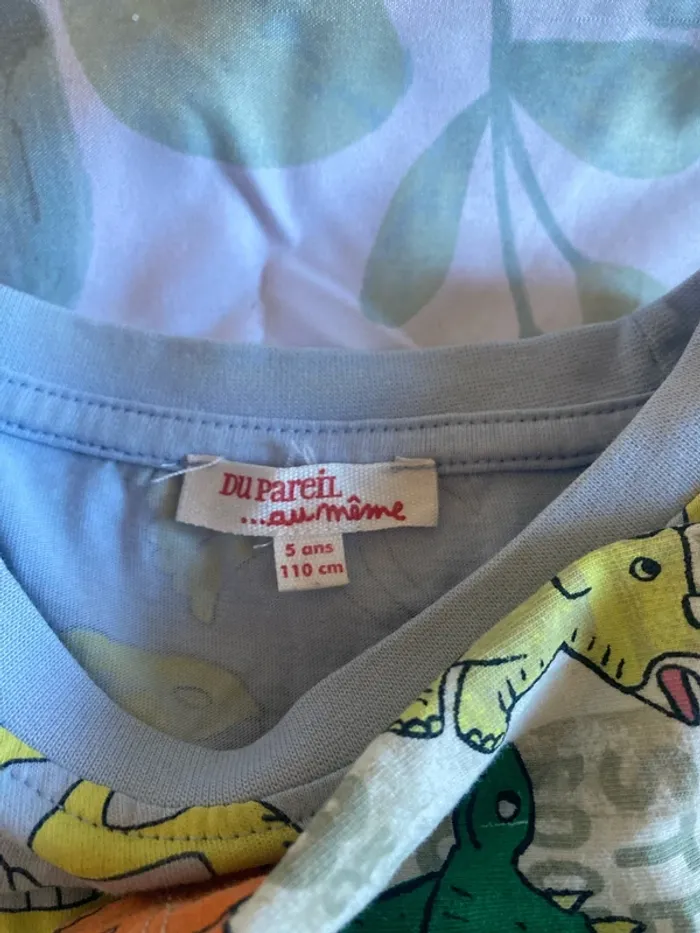 DU PAREIL
...au même
5 ans
110 cm